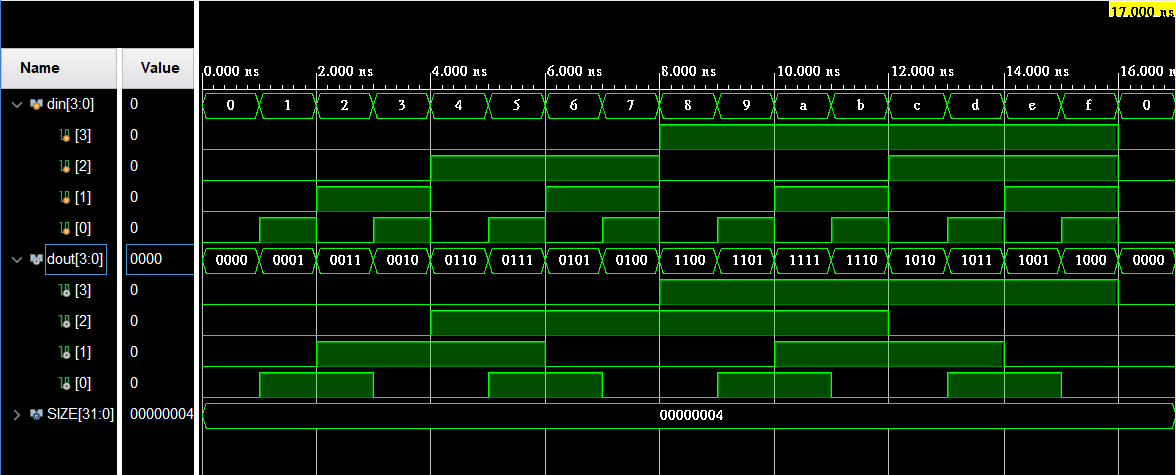 17.000 ns
Name Value
0.000 ns 2.000 ns 4.000 ns 6.000 ns 8.000 ns 10.000 ns 12.000 ns 14.000 ns 16.000 ns
din[3:0] 0 0 1 2 3 4 5 6 7 8 9 a b c d e f 0
[3] 0
[2] 0
[1] 0
[0] 0
dout[3:0] 0000 0000 0001 0011 0010 0110 0111 0101 0100 1100 1101 1111 1110 1010 1011 1001 1000 0000
[3] 0
[2] 0
[1] 0
[0] 0
SIZE[31:0] 00000004 00000004